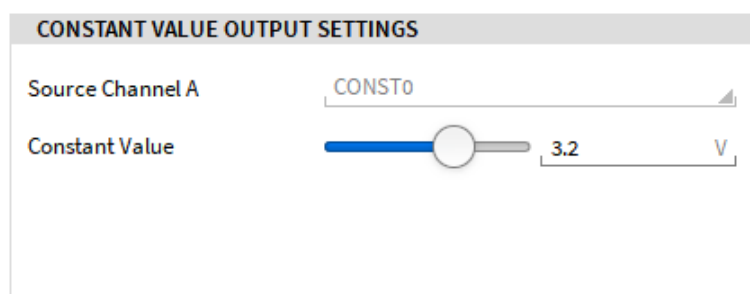 CONSTANT VALUE OUTPUT SETTINGS
Source Channel A CONST0
Constant Value 3.2 V